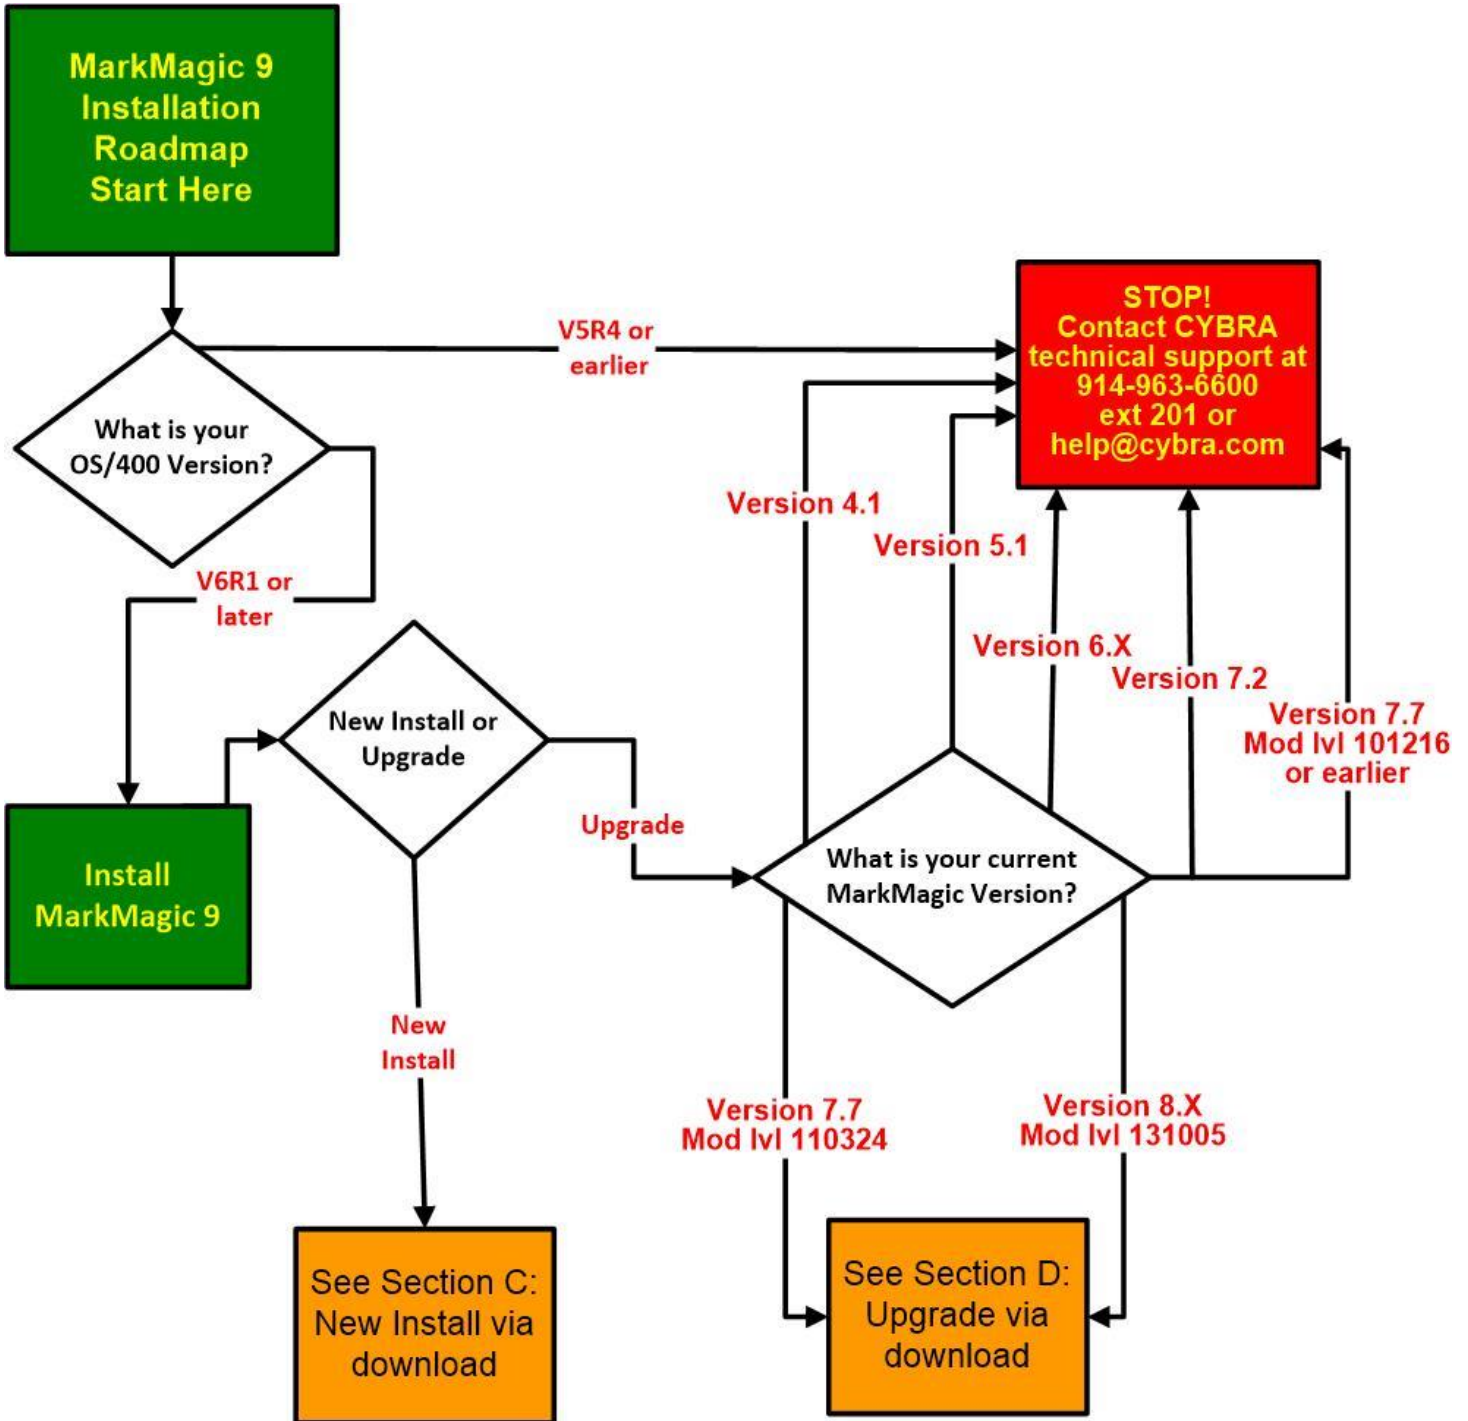 MarkMagic 9
Installation
Roadmap
Start Here
STOP!
Contact CYBRA
technical support at
914-963-6600
ext 201 or
help@cybra.com
V5R4 or
earlier
What is your
OS/400 Version?
Version 4.1
Version 5.1
V6R1 or
later
Version 6.X
Version 7.2
New Install or
Upgrade
Version 7.7
Mod lvl 101216
or earlier
Upgrade
Install
MarkMagic 9
What is your current
MarkMagic Version?
New
Install
Version 7.7
Mod lvl 110324
Version 8.X
Mod lvl 131005
See Section C:
New Install via
download
See Section D:
Upgrade via
download